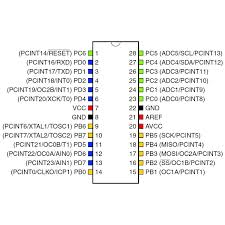 (PCINT14/RESET) PC6 1 28 PC5 (ADC5/SCL/PCINT13)
(PCINT16/RXD) PD0 2 27 PC4 (ADC4/SDA/PCINT12)
(PCINT17/TXD) PD1 3 26 PC3 (ADC3/PCINT11)
(PCINT18/INT0) PD2 4 25 PC2 (ADC2/PCINT10)
(PCINT19/OC2B/INT1) PD3 5 24 PC1 (ADC1/PCINT9)
(PCINT20/XCK/T0) PD4 6 23 PC0 (ADC0/PCINT8)
VCC 7 22 GND
GND 8 21 AREF
(PCINT6/XTAL1/TOSC1) PB6 9 20 AVCC
(PCINT7/XTAL2/TOSC2) PB7 10 19 PB5 (SCK/PCINT5)
(PCINT21/OC0B/T1) PD5 11 18 PB4 (MISO/PCINT4)
(PCINT22/OC0A/AIN0) PD6 12 17 PB3 (MOSI/OC2A/PCINT3)
(PCINT23/AIN1) PD7 13 16 PB2 (SS/OC1B/PCINT2)
(PCINT0/CLKO/ICP1) PB0 14 15 PB1 (OC1A/PCINT1)